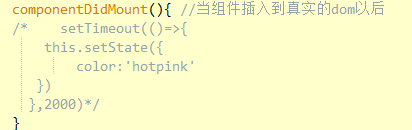 componentDidMount(){ //当组件插入到真实的dom以后
/*    setTimeout(()=>{
    this.setState({
        color:'hotpink'
   })
  },2000)*/
}